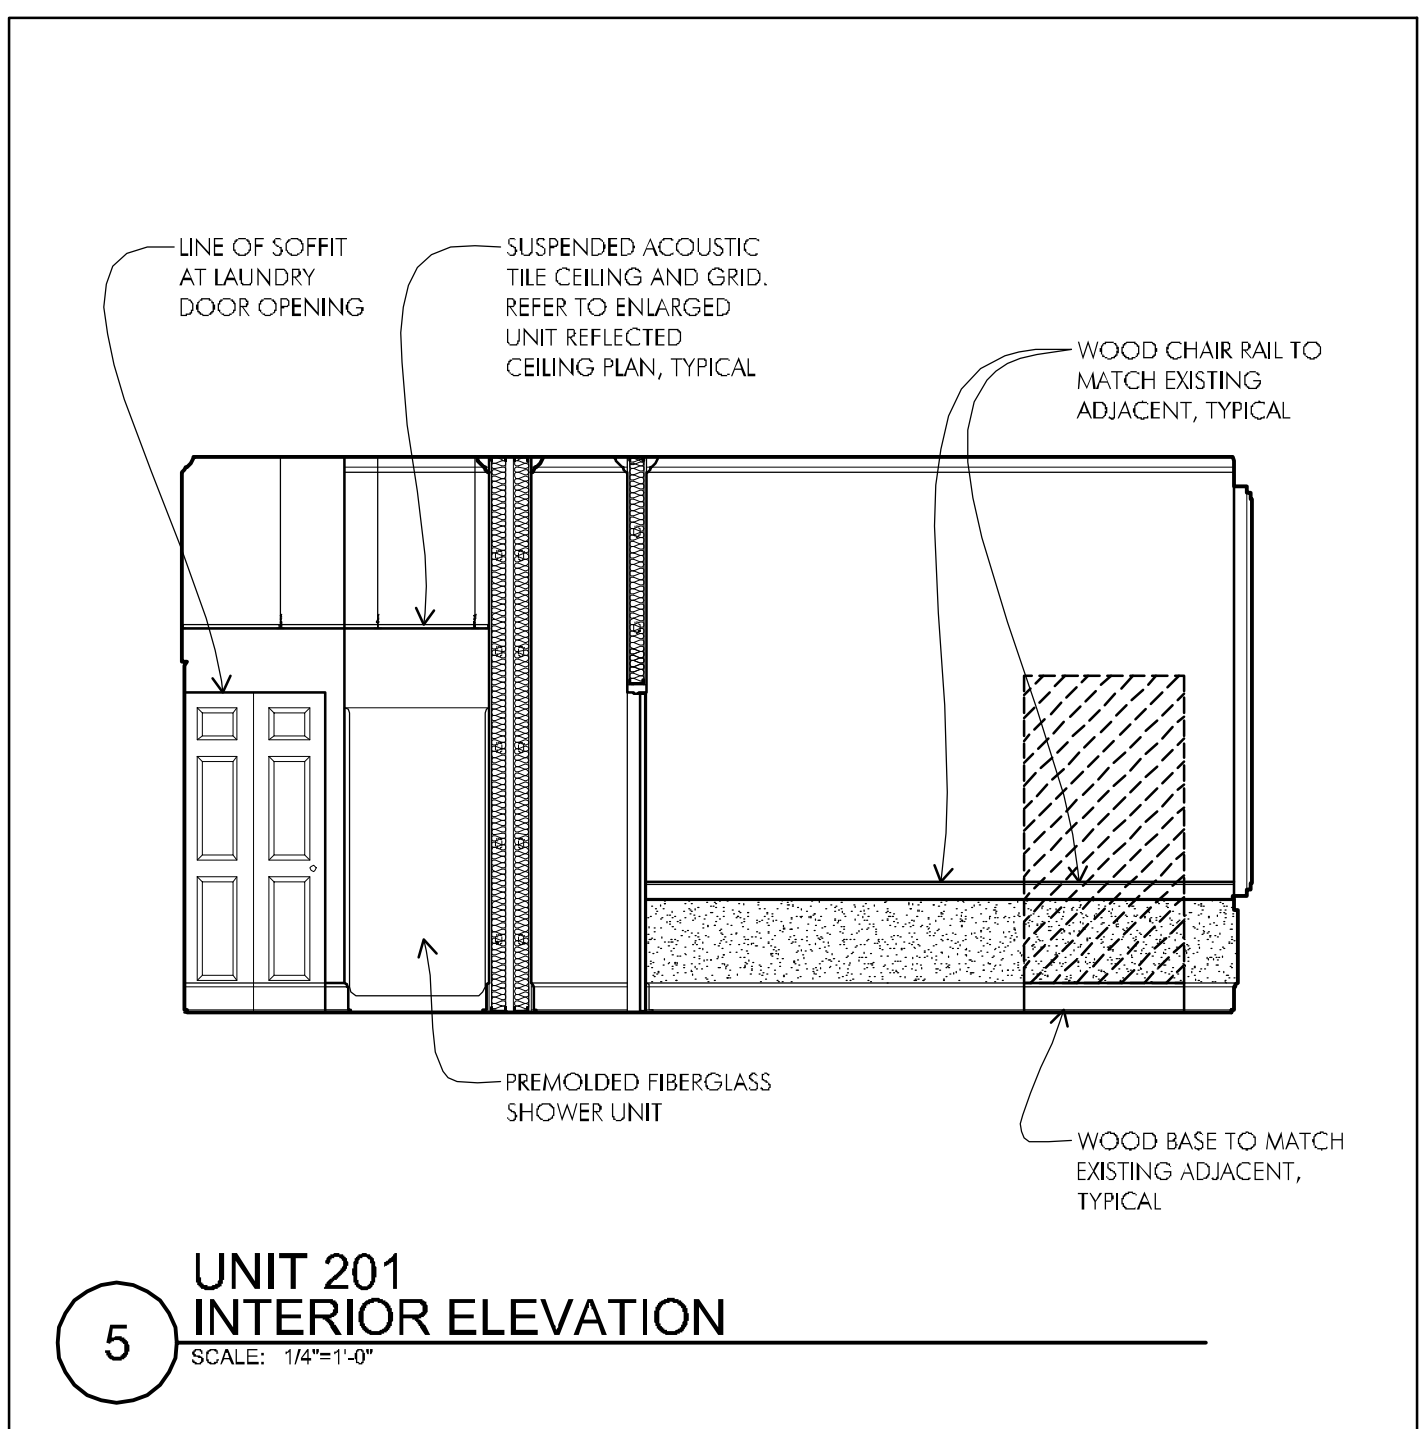 LINE OF SOFFIT
AT LAUNDRY
DOOR OPENING
SUSPENDED ACOUSTIC
TILE CEILING AND GRID.
REFER TO ENLARGED
UNIT REFLECTED
CEILING PLAN, TYPICAL
WOOD CHAIR RAIL TO
MATCH EXISTING
ADJACENT, TYPICAL
PREMOLDED FIBERGLASS
SHOWER UNIT
WOOD BASE TO MATCH
EXISTING ADJACENT,
TYPICAL
5
UNIT 201
INTERIOR ELEVATION
SCALE: 1/4"=1'-0"